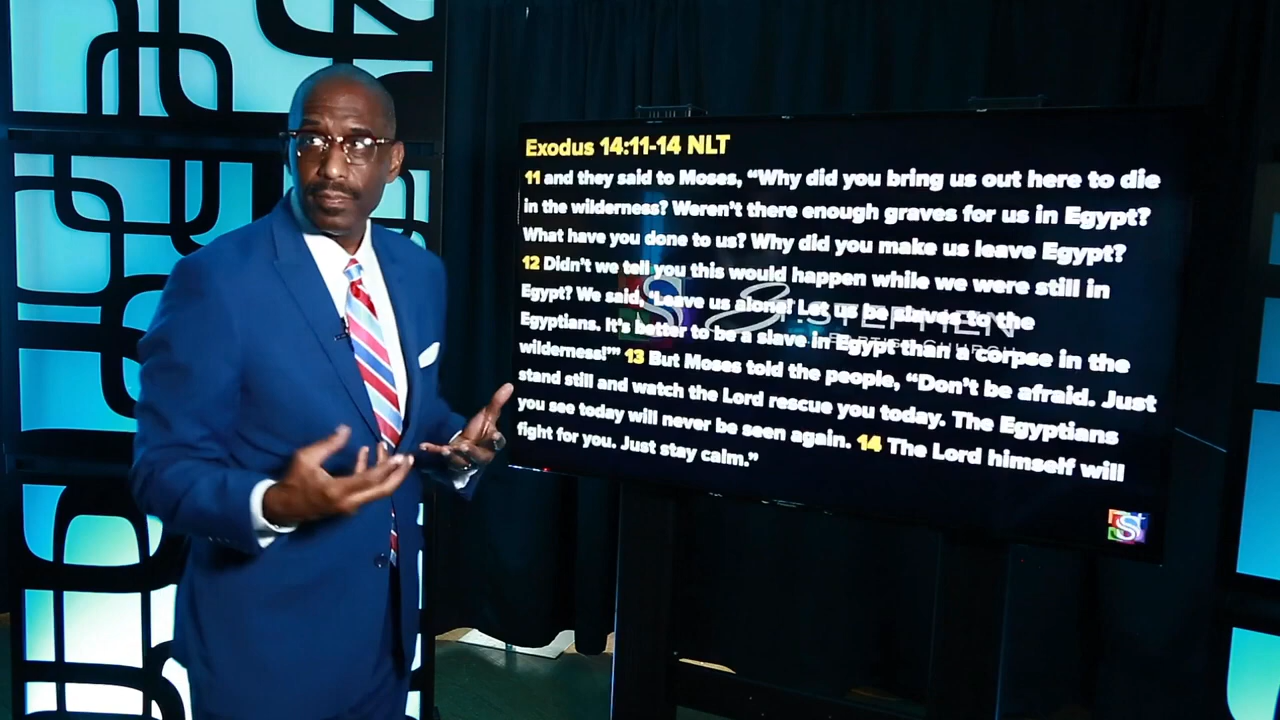 Exodus 14:11-14 NLT
11 and they said to Moses, “Why did you bring us out here to die
in the wilderness? Weren’t there enough graves for us in Egypt?
What have you done to us? Why did you make us leave Egypt?
12 Didn’t we tell you this would happen while we were still in
Egypt? We said, ‘Leave us alone! Let us be slaves to the
Egyptians. It’s better to be a slave in Egypt than a corpse in the
wilderness!’” 13 But Moses told the people, “Don’t be afraid. Just
stand still and watch the Lord rescue you today. The Egyptians
you see today will never be seen again. 14 The Lord himself will
fight for you. Just stay calm.”
ST. STEPHEN
BAPTIST CHURCH
S